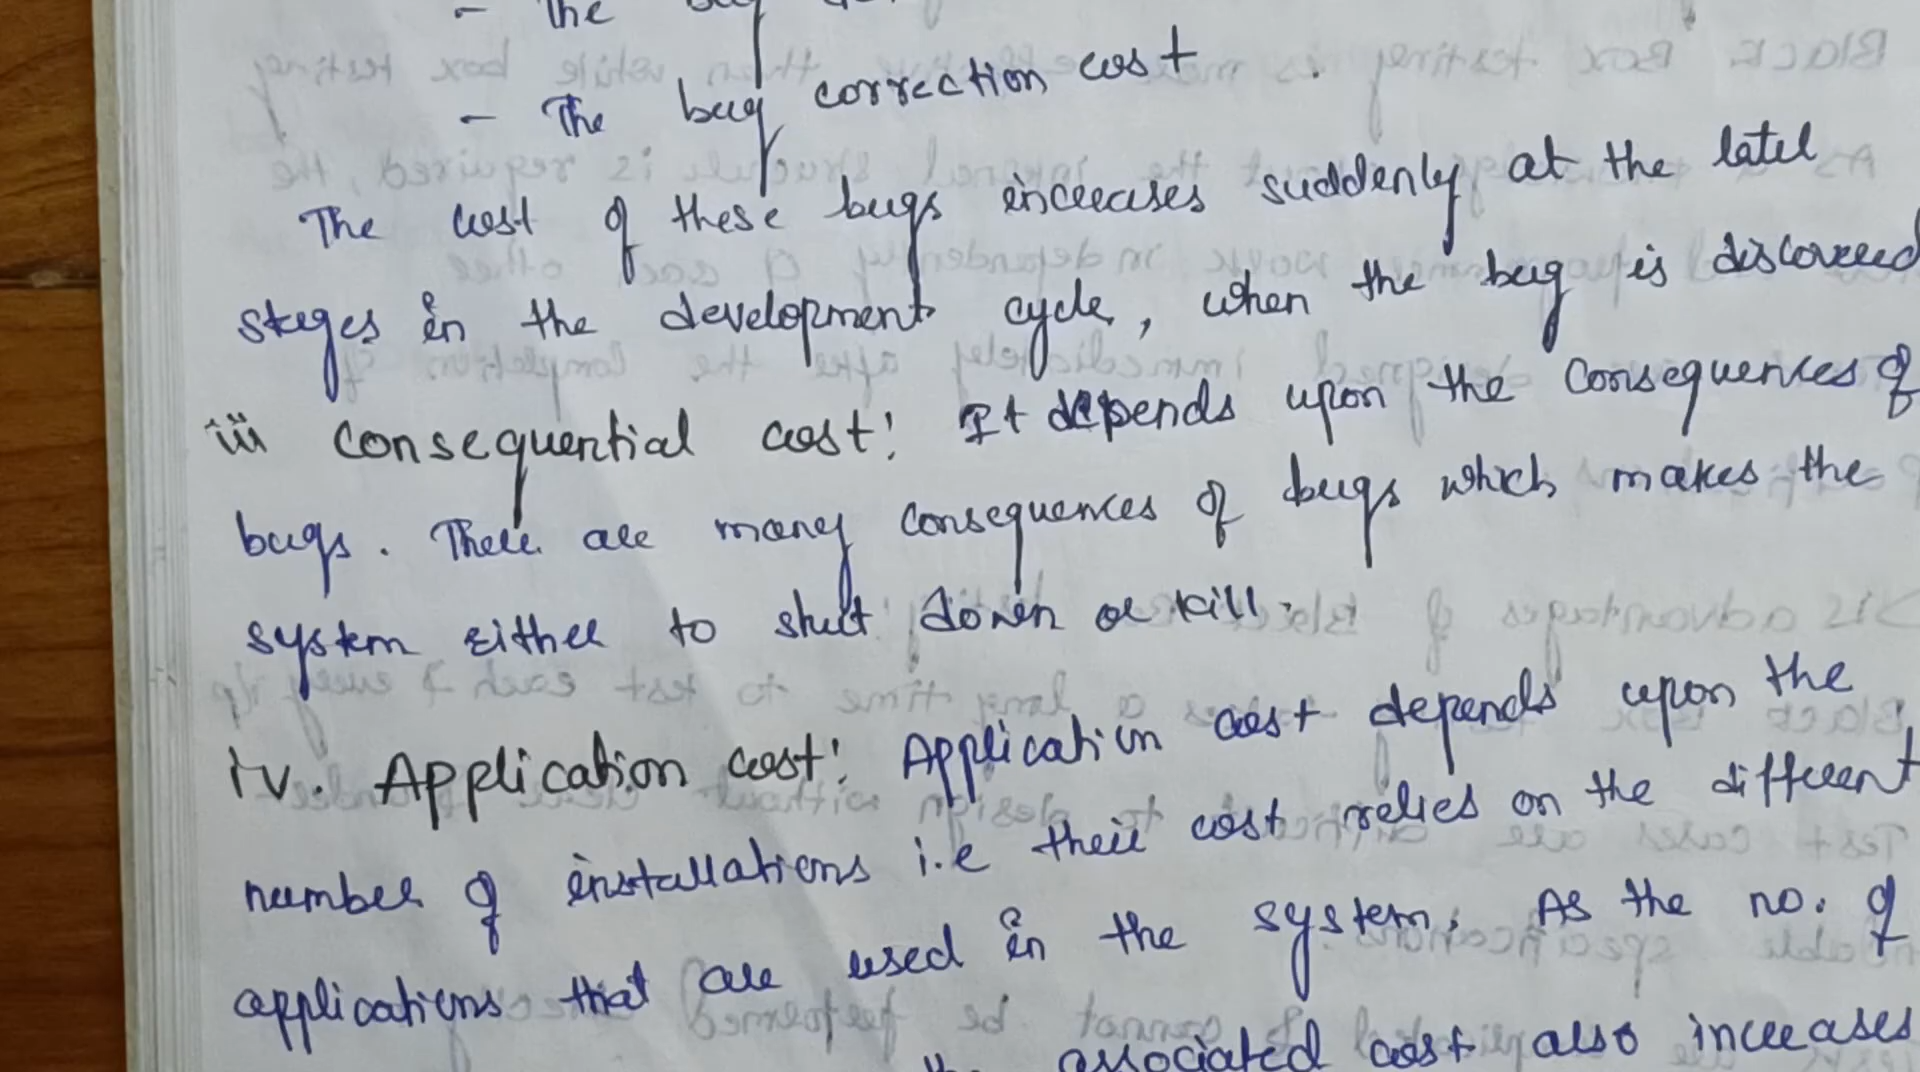 - The bug
- The bug correction cost
The cost of these bugs increases suddenly at the latel
stages in the development cycle, when the bug is discovered
iii consequential cost: It depends upon the consequences of
bugs. There are many consequences of bugs which makes the
system either to shut down or kill.
iv. Application cost: Application cost depends upon the
number of installations i.e their cost relies on the different
applications that are used in the system. As the no. of
associated cost also increases